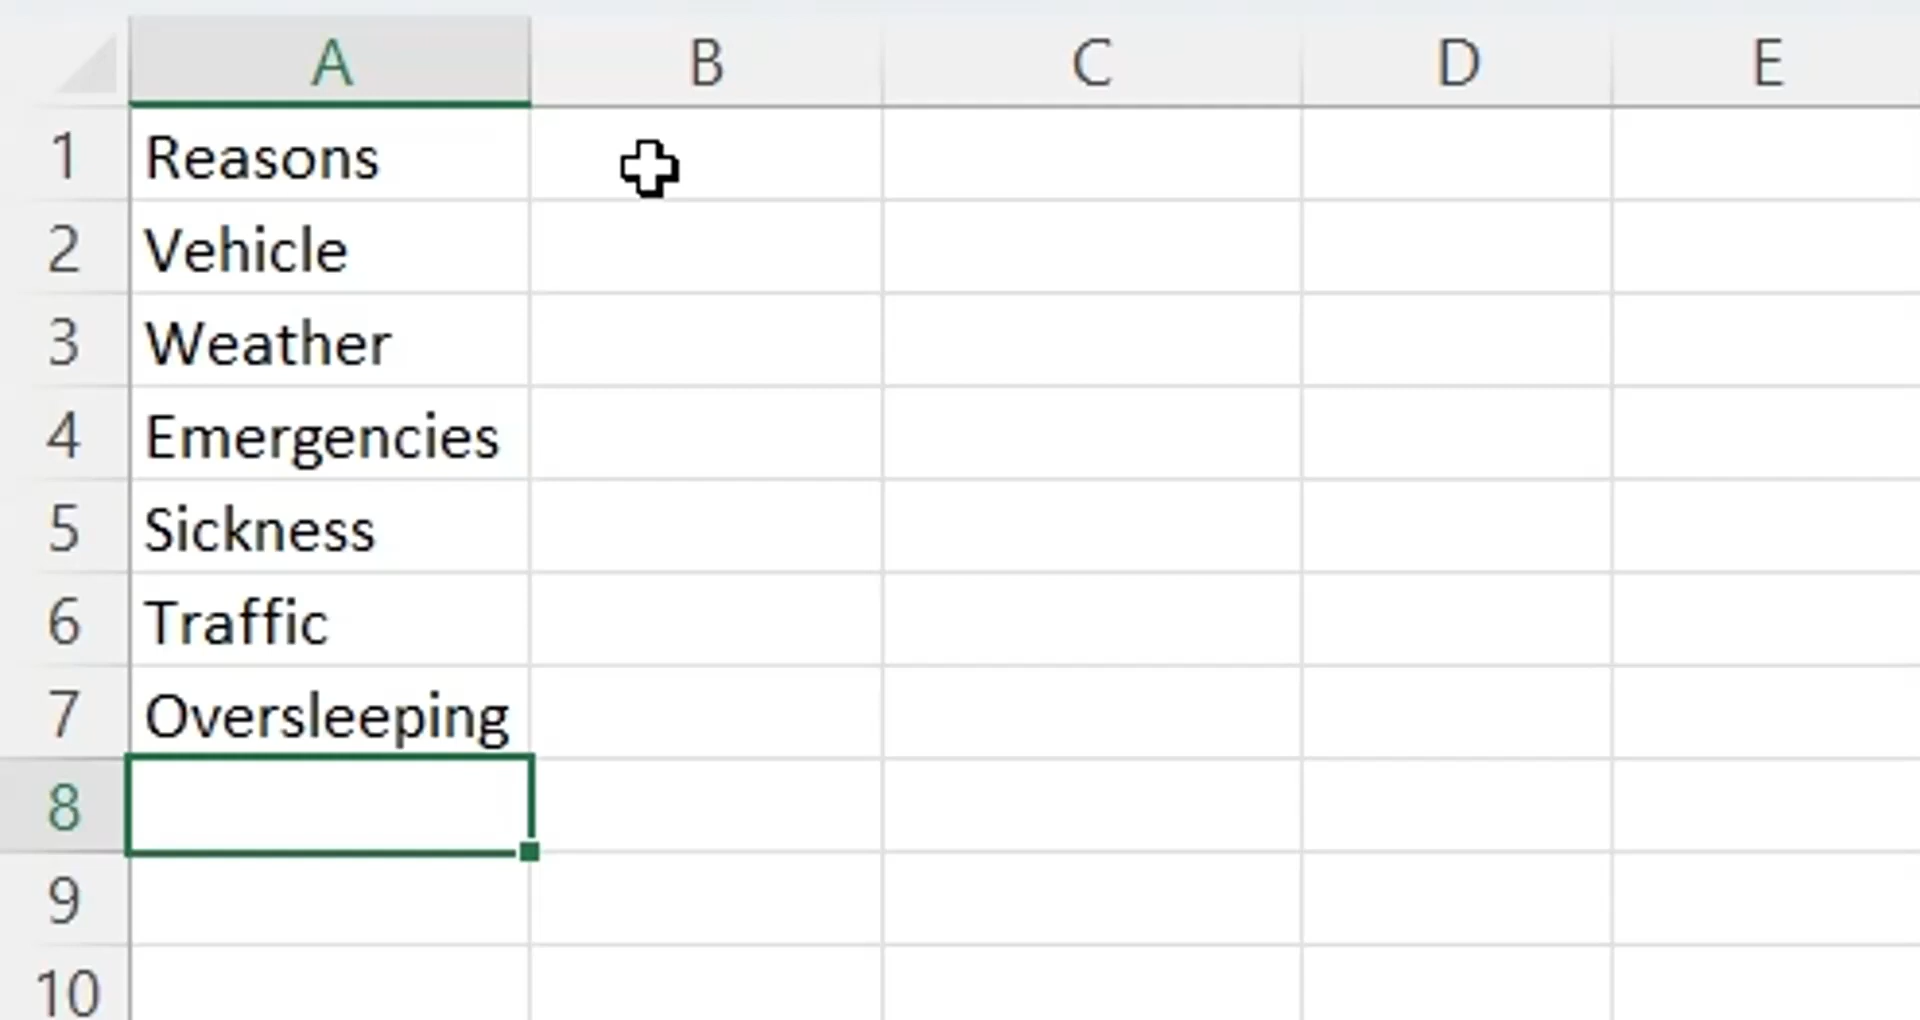 A B C D E
1 Reasons
2 Vehicle
3 Weather
4 Emergencies
5 Sickness
6 Traffic
7 Oversleeping
8
9
10